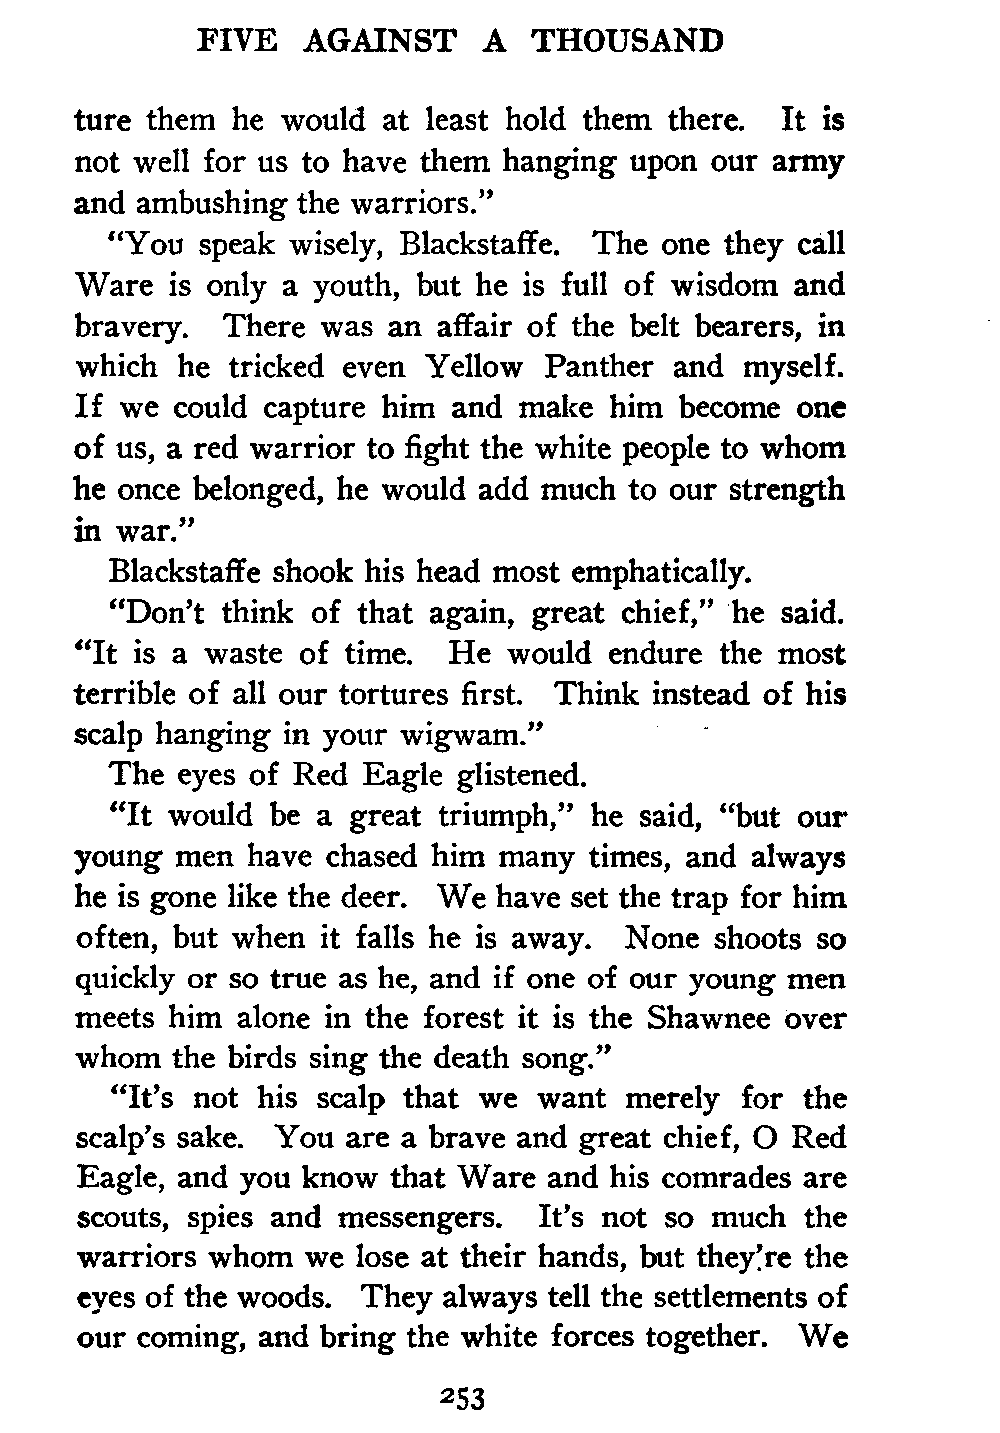 FIVE AGAINST A THOUSAND
ture them he would at least hold them there. It is
not well for us to have them hanging upon our army
and ambushing the warriors."
"You speak wisely, Blackstaffe. The one they call
Ware is only a youth, but he is full of wisdom and
bravery. There was an affair of the belt bearers, in
which he tricked even Yellow Panther and myself.
If we could capture him and make him become one
of us, a red warrior to fight the white people to whom
he once belonged, he would add much to our strength
in war."
Blackstaffe shook his head most emphatically.
"Don't think of that again, great chief," he said.
"It is a waste of time. He would endure the most
terrible of all our tortures first. Think instead of his
scalp hanging in your wigwam."
The eyes of Red Eagle glistened.
"It would be a great triumph," he said, "but our
young men have chased him many times, and always
he is gone like the deer. We have set the trap for him
often, but when it falls he is away. None shoots so
quickly or so true as he, and if one of our young men
meets him alone in the forest it is the Shawnee over
whom the birds sing the death song."
"It's not his scalp that we want merely for the
scalp's sake. You are a brave and great chief, O Red
Eagle, and you know that Ware and his comrades are
scouts, spies and messengers. It's not so much the
warriors whom we lose at their hands, but they're the
eyes of the woods. They always tell the settlements of
our coming, and bring the white forces together. We
253